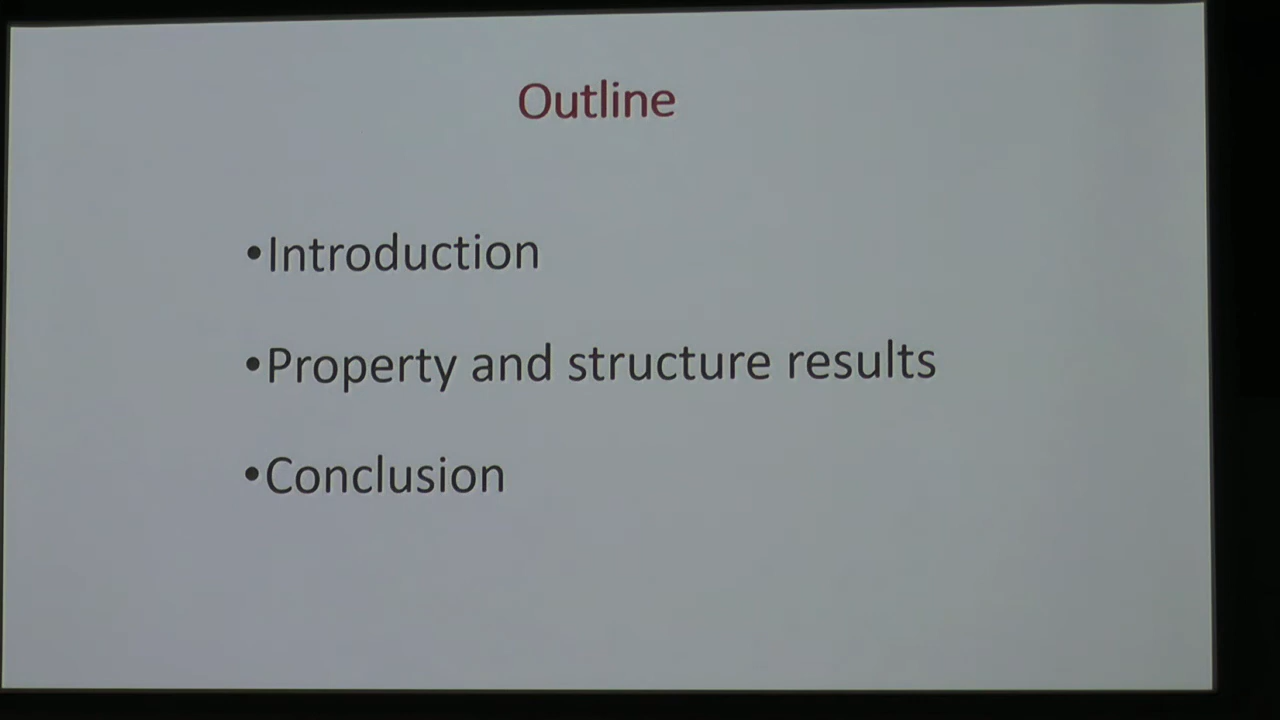 Outline
•Introduction
•Property and structure results
•Conclusion